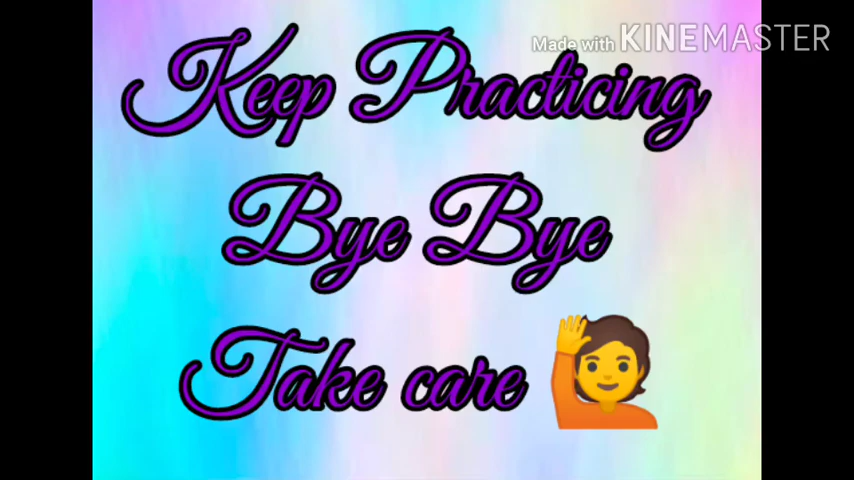 Made with KINEMASTER
Keep Practicing
Bye Bye
Take care